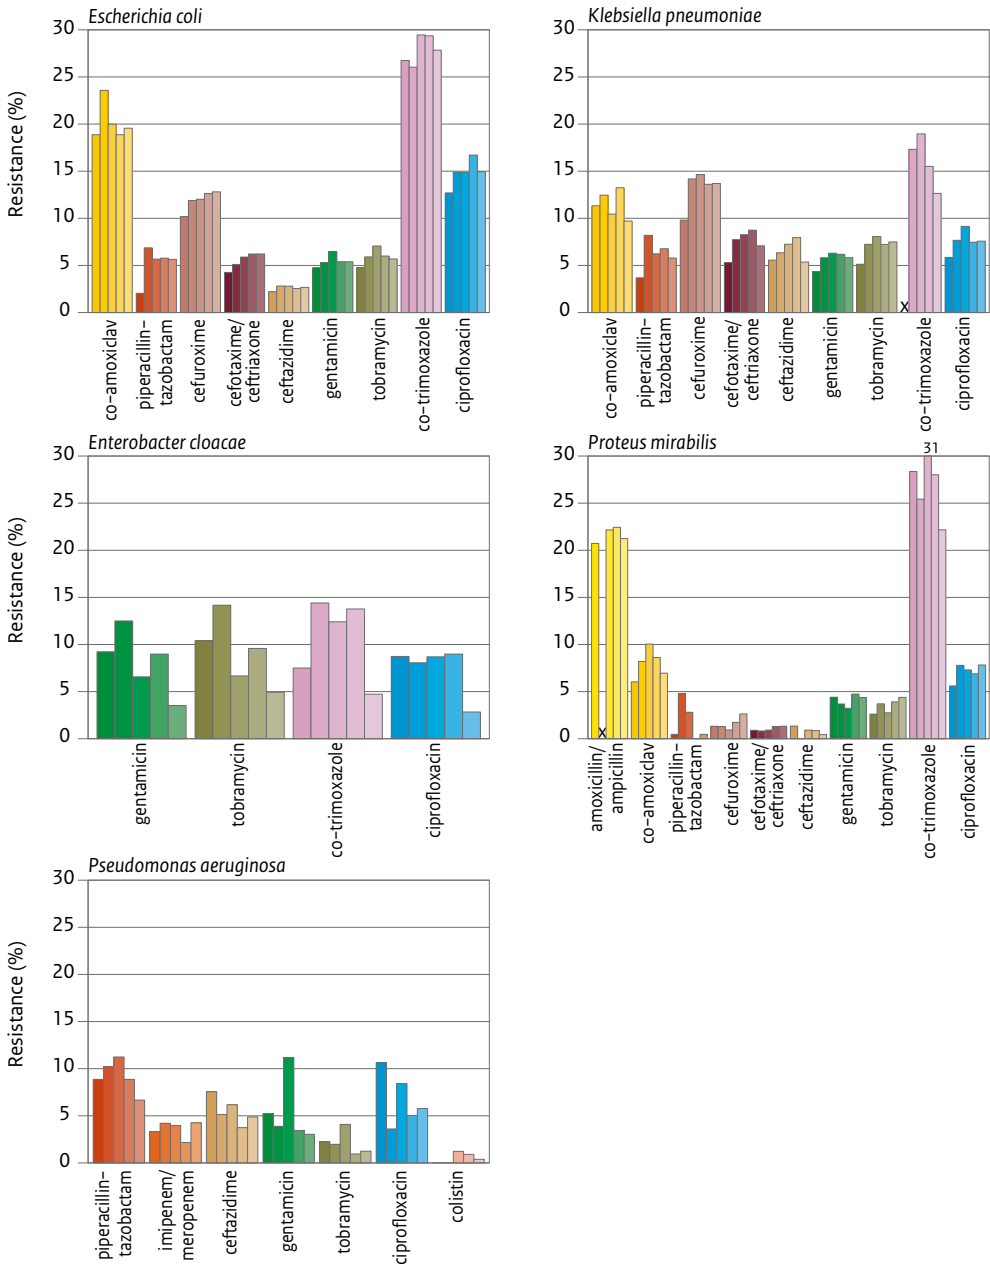 Escherichia coli
Resistance (%)
30
25
20
15
10
5
0
co-amoxiclav
piperacillin–
tazobactam
cefuroxime
cefotaxime/
ceftriaxone
ceftazidime
gentamicin
tobramycin
co-trimoxazole
ciprofloxacin
Klebsiella pneumoniae
30
25
20
15
10
5
0
x
co-amoxiclav
piperacillin–
tazobactam
cefuroxime
cefotaxime/
ceftriaxone
ceftazidime
gentamicin
tobramycin
co-trimoxazole
ciprofloxacin
Enterobacter cloacae
Resistance (%)
30
25
20
15
10
5
0
gentamicin
tobramycin
co-trimoxazole
ciprofloxacin
Proteus mirabilis
31
30
25
20
15
10
5
0
x
amoxicillin/
ampicillin
co-amoxiclav
piperacillin–
tazobactam
cefuroxime
cefotaxime/
ceftriaxone
ceftazidime
gentamicin
tobramycin
co-trimoxazole
ciprofloxacin
Pseudomonas aeruginosa
Resistance (%)
30
25
20
15
10
5
0
piperacillin–
tazobactam
imipenem/
meropenem
ceftazidime
gentamicin
tobramycin
ciprofloxacin
colistin